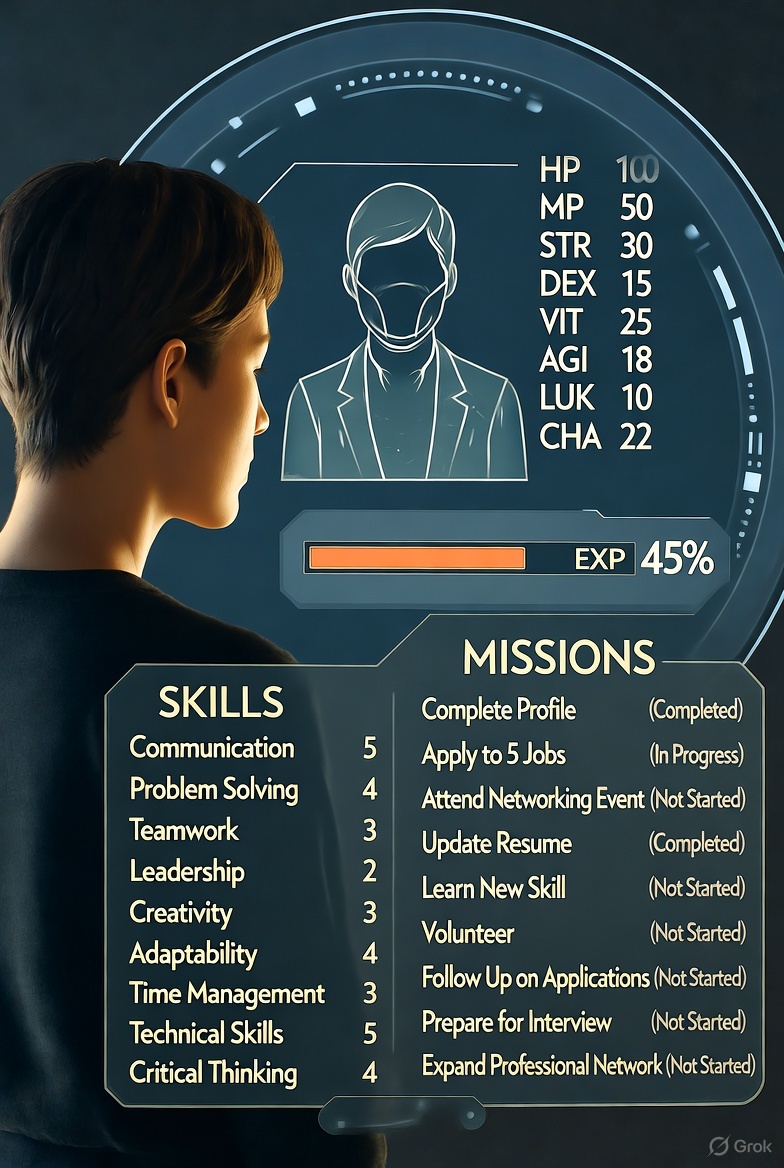 HP 100
MP 50
STR 30
DEX 15
VIT 25
AGI 18
LUK 10
CHA 22
EXP 45%
SKILLS
Communication 5
Problem Solving 4
Teamwork 3
Leadership 2
Creativity 3
Adaptability 4
Time Management 3
Technical Skills 5
Critical Thinking 4
MISSIONS
Complete Profile (Completed)
Apply to 5 Jobs (In Progress)
Attend Networking Event (Not Started)
Update Resume (Completed)
Learn New Skill (Not Started)
Volunteer (Not Started)
Follow Up on Applications (Not Started)
Prepare for Interview (Not Started)
Expand Professional Network (Not Started)
Grok